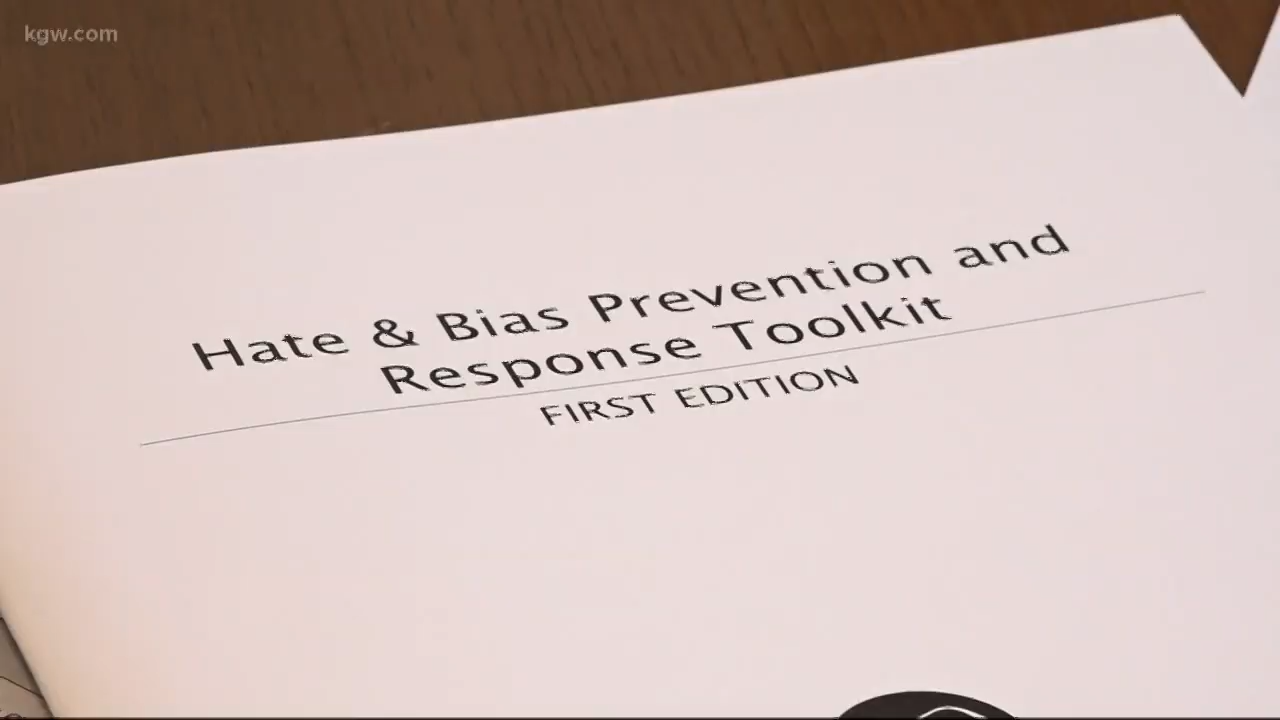 kgw.com
Hate & Bias Prevention and
Response Toolkit
FIRST EDITION